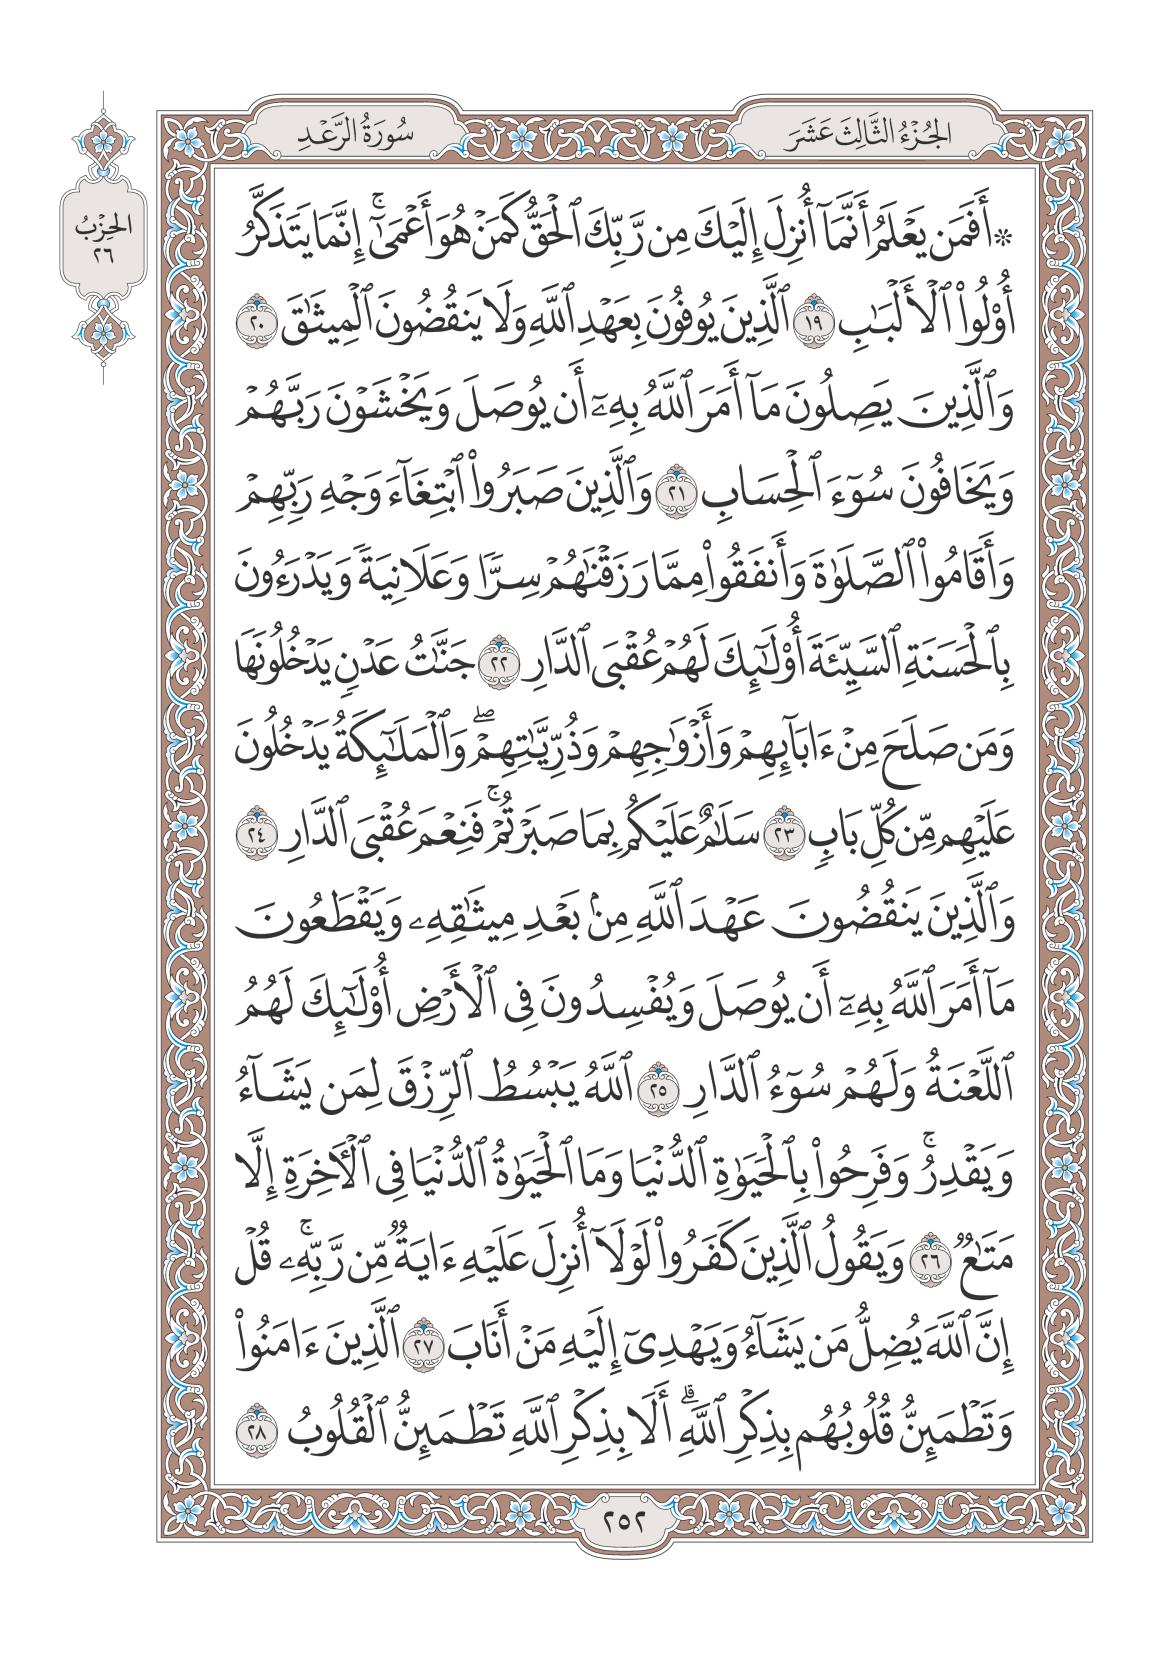 الجُزْءُ الثَّالِثَ عَشَرَ
سُورَةُ الرَّعْدِ
الحِزْبُ
٢٦
۞ أَفَمَن يَعْلَمُ أَنَّمَآ أُنزِلَ إِلَيْكَ مِن رَّبِّكَ ٱلْحَقُّ كَمَنْ هُوَ أَعْمَىٰٓ ۚ إِنَّمَا يَتَذَكَّرُ
أُو۟لُوا۟ ٱلْأَلْبَـٰبِ ١٩ ٱلَّذِينَ يُوفُونَ بِعَهْدِ ٱللَّهِ وَلَا يَنقُضُونَ ٱلْمِيثَـٰقَ ٢٠
وَٱلَّذِينَ يَصِلُونَ مَآ أَمَرَ ٱللَّهُ بِهِۦٓ أَن يُوصَلَ وَيَخْشَوْنَ رَبَّهُمْ
وَيَخَافُونَ سُوٓءَ ٱلْحِسَابِ ٢١ وَٱلَّذِينَ صَبَرُوا۟ ٱبْتِغَآءَ وَجْهِ رَبِّهِمْ
وَأَقَامُوا۟ ٱلصَّلَوٰةَ وَأَنفَقُوا۟ مِمَّا رَزَقْنَـٰهُمْ سِرًّا وَعَلَانِيَةً وَيَدْرَءُونَ
بِٱلْحَسَنَةِ ٱلسَّيِّئَةَ أُو۟لَـٰٓئِكَ لَهُمْ عُقْبَى ٱلدَّارِ ٢٢ جَنَّـٰتُ عَدْنٍ يَدْخُلُونَهَا
وَمَن صَلَحَ مِنْ ءَابَآئِهِمْ وَأَزْوَٰجِهِمْ وَذُرِّيَّـٰتِهِمْ ۖ وَٱلْمَلَـٰٓئِكَةُ يَدْخُلُونَ
عَلَيْهِم مِّن كُلِّ بَابٍ ٢٣ سَلَـٰمٌ عَلَيْكُم بِمَا صَبَرْتُمْ ۚ فَنِعْمَ عُقْبَى ٱلدَّارِ ٢٤
وَٱلَّذِينَ يَنقُضُونَ عَهْدَ ٱللَّهِ مِنۢ بَعْدِ مِيثَـٰقِهِۦ وَيَقْطَعُونَ
مَآ أَمَرَ ٱللَّهُ بِهِۦٓ أَن يُوصَلَ وَيُفْسِدُونَ فِى ٱلْأَرْضِ أُو۟لَـٰٓئِكَ لَهُمُ
ٱللَّعْنَةُ وَلَهُمْ سُوٓءُ ٱلدَّارِ ٢٥ ٱللَّهُ يَبْسُطُ ٱلرِّزْقَ لِمَن يَشَآءُ
وَيَقْدِرُ ۚ وَفَرِحُوا۟ بِٱلْحَيَوٰةِ ٱلدُّنْيَا وَمَا ٱلْحَيَوٰةُ ٱلدُّنْيَا فِى ٱلْـَٔاخِرَةِ إِلَّا
مَتَـٰعٌ ٢٦ وَيَقُولُ ٱلَّذِينَ كَفَرُوا۟ لَوْلَآ أُنزِلَ عَلَيْهِ ءَايَةٌ مِّن رَّبِّهِۦ ۚ قُلْ
إِنَّ ٱللَّهَ يُضِلُّ مَن يَشَآءُ وَيَهْدِىٓ إِلَيْهِ مَنْ أَنَابَ ٢٧ ٱلَّذِينَ ءَامَنُوا۟
وَتَطْمَئِنُّ قُلُوبُهُم بِذِكْرِ ٱللَّهِ ۗ أَلَا بِذِكْرِ ٱللَّهِ تَطْمَئِنُّ ٱلْقُلُوبُ ٢٨
٢٥٢